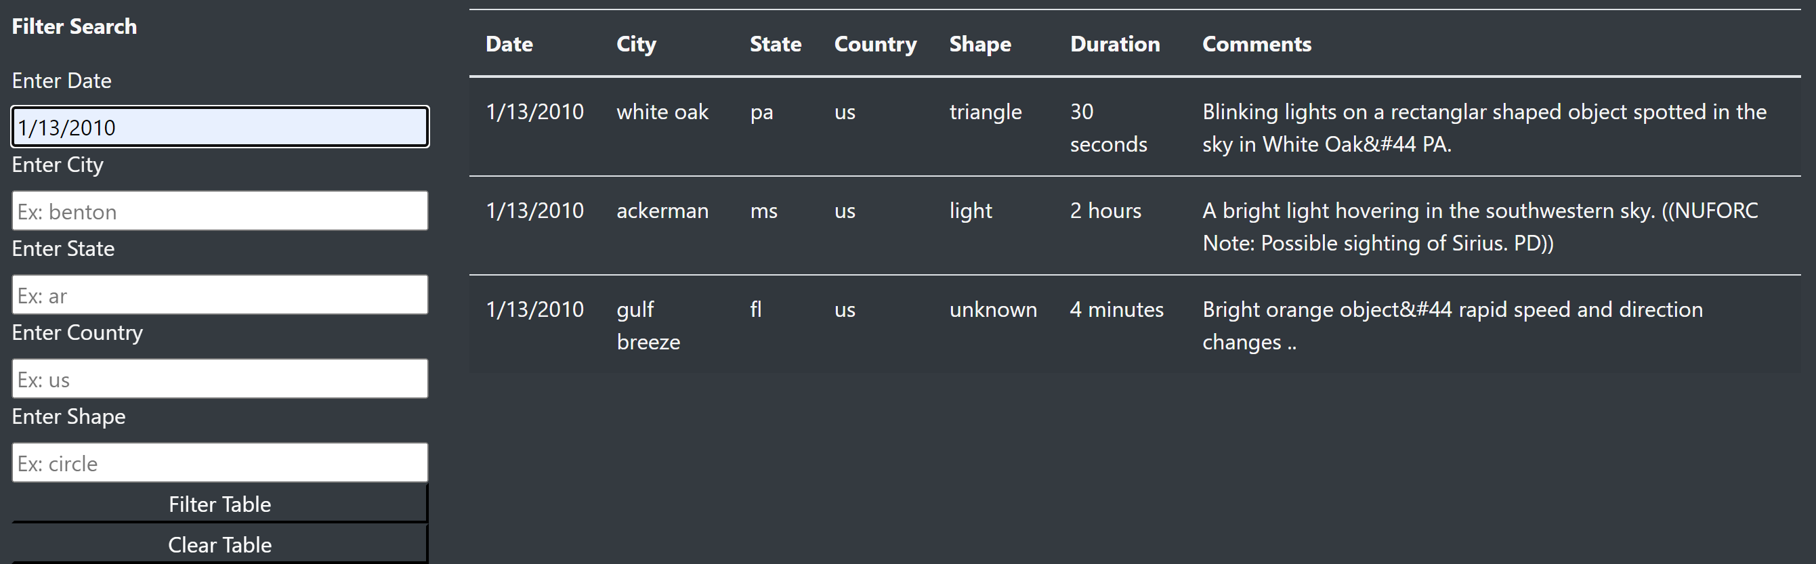 Filter Search
Enter Date
1/13/2010
Enter City
Ex: benton
Enter State
Ex: ar
Enter Country
Ex: us
Enter Shape
Ex: circle
Filter Table
Clear Table
Date City State Country Shape Duration Comments
1/13/2010 white oak pa us triangle 30 Blinking lights on a rectanglar shaped object spotted in the
seconds sky in White Oak&#44 PA.
1/13/2010 ackerman ms us light 2 hours A bright light hovering in the southwestern sky. ((NUFORC
Note: Possible sighting of Sirius. PD))
1/13/2010 gulf fl us unknown 4 minutes Bright orange object&#44 rapid speed and direction
breeze changes ..